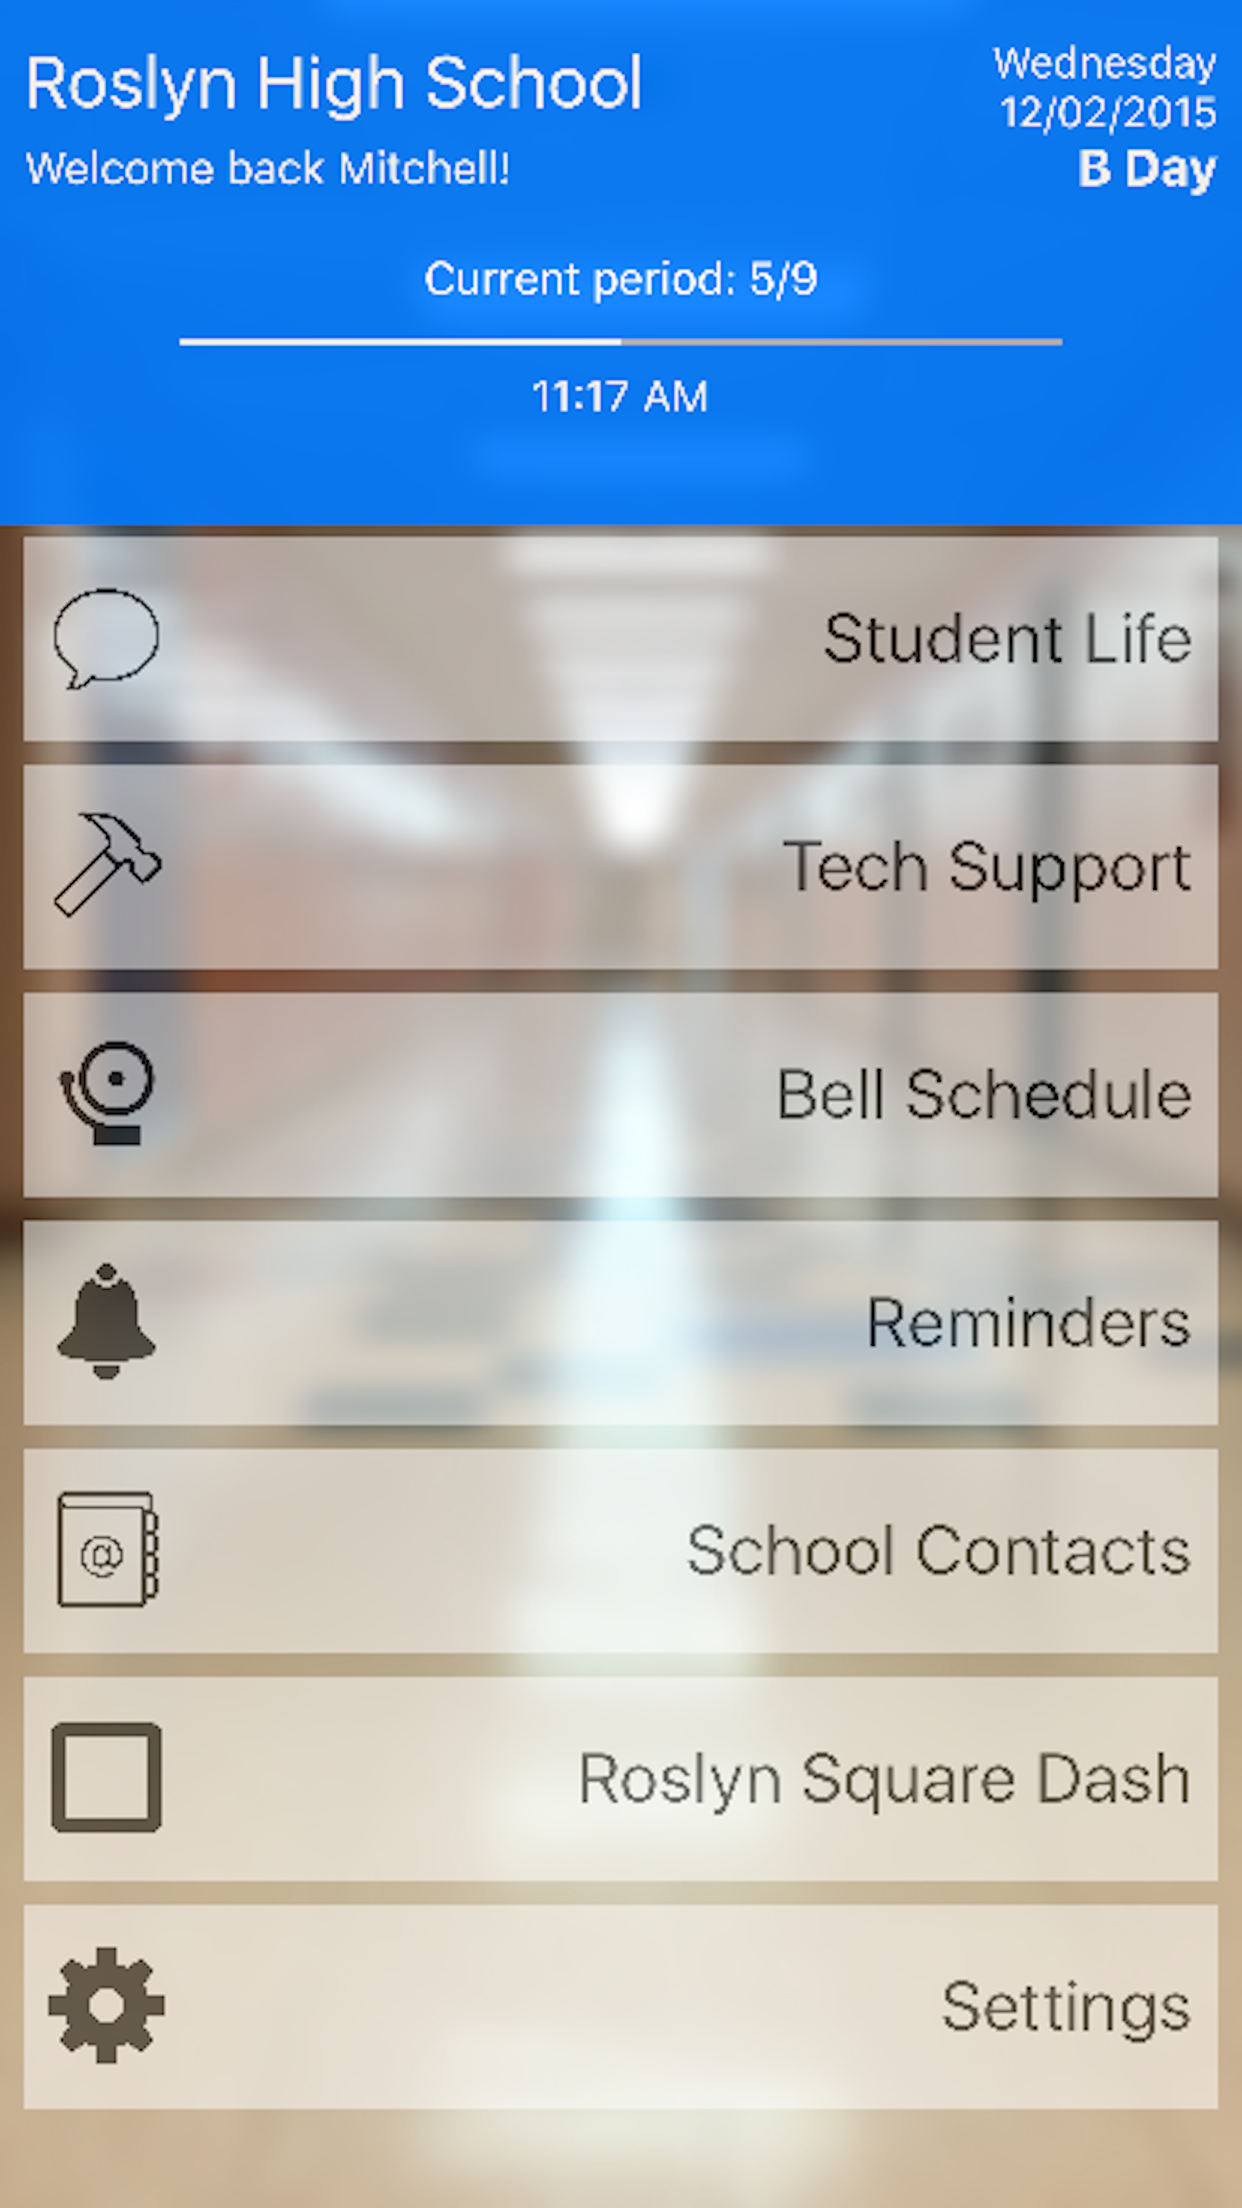 Roslyn High School
Welcome back Mitchell!
Wednesday
12/02/2015
B Day
Current period: 5/9
11:17 AM
Student Life
Tech Support
Bell Schedule
Reminders
@
School Contacts
Roslyn Square Dash
Settings